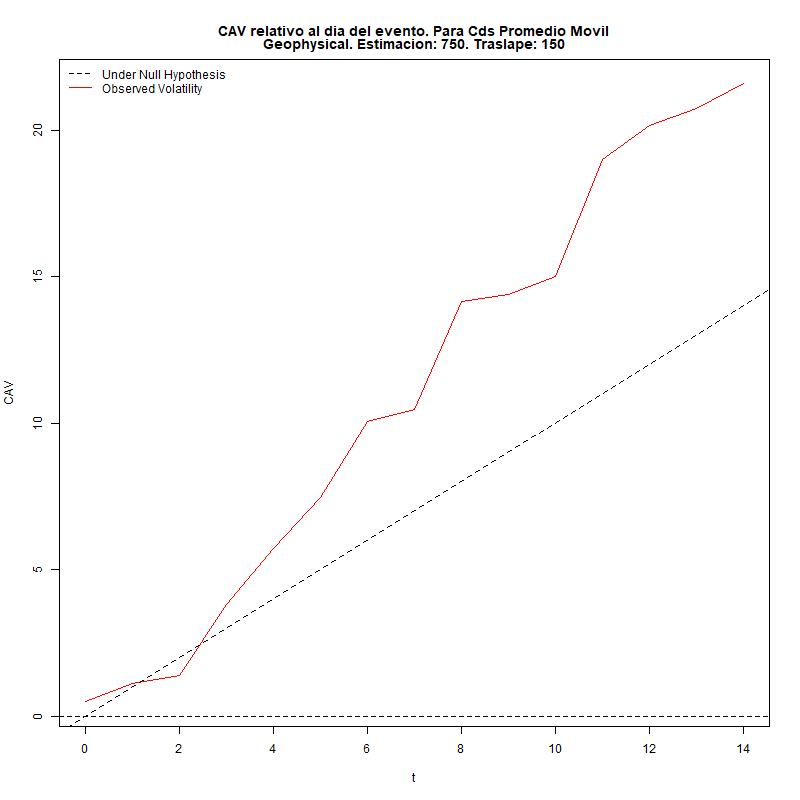 CAV relativo al dia del evento. Para Cds Promedio Movil
Geophysical. Estimacion: 750. Traslape: 150
Under Null Hypothesis
Observed Volatility
20
15
10
5
0
CAV
0 2 4 6 8 10 12 14
t